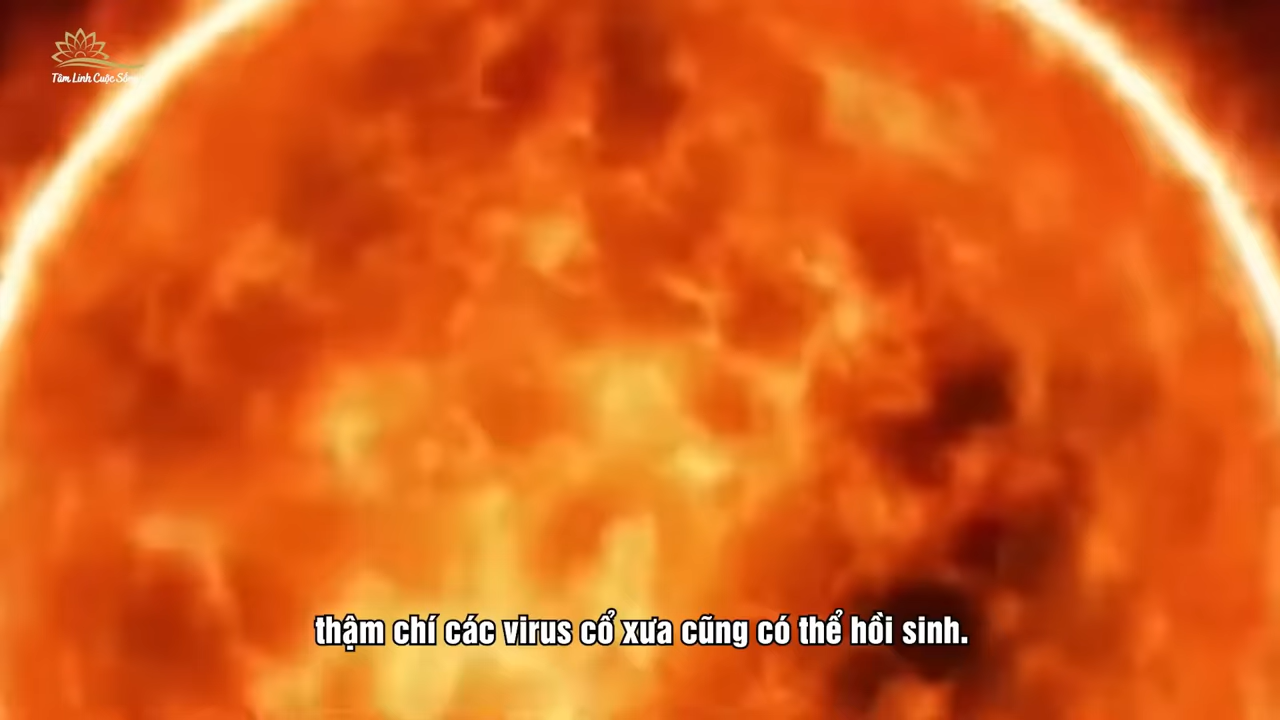 Tâm Linh Cuộc Sống
thậm chí các virus cổ xưa cũng có thể hồi sinh.